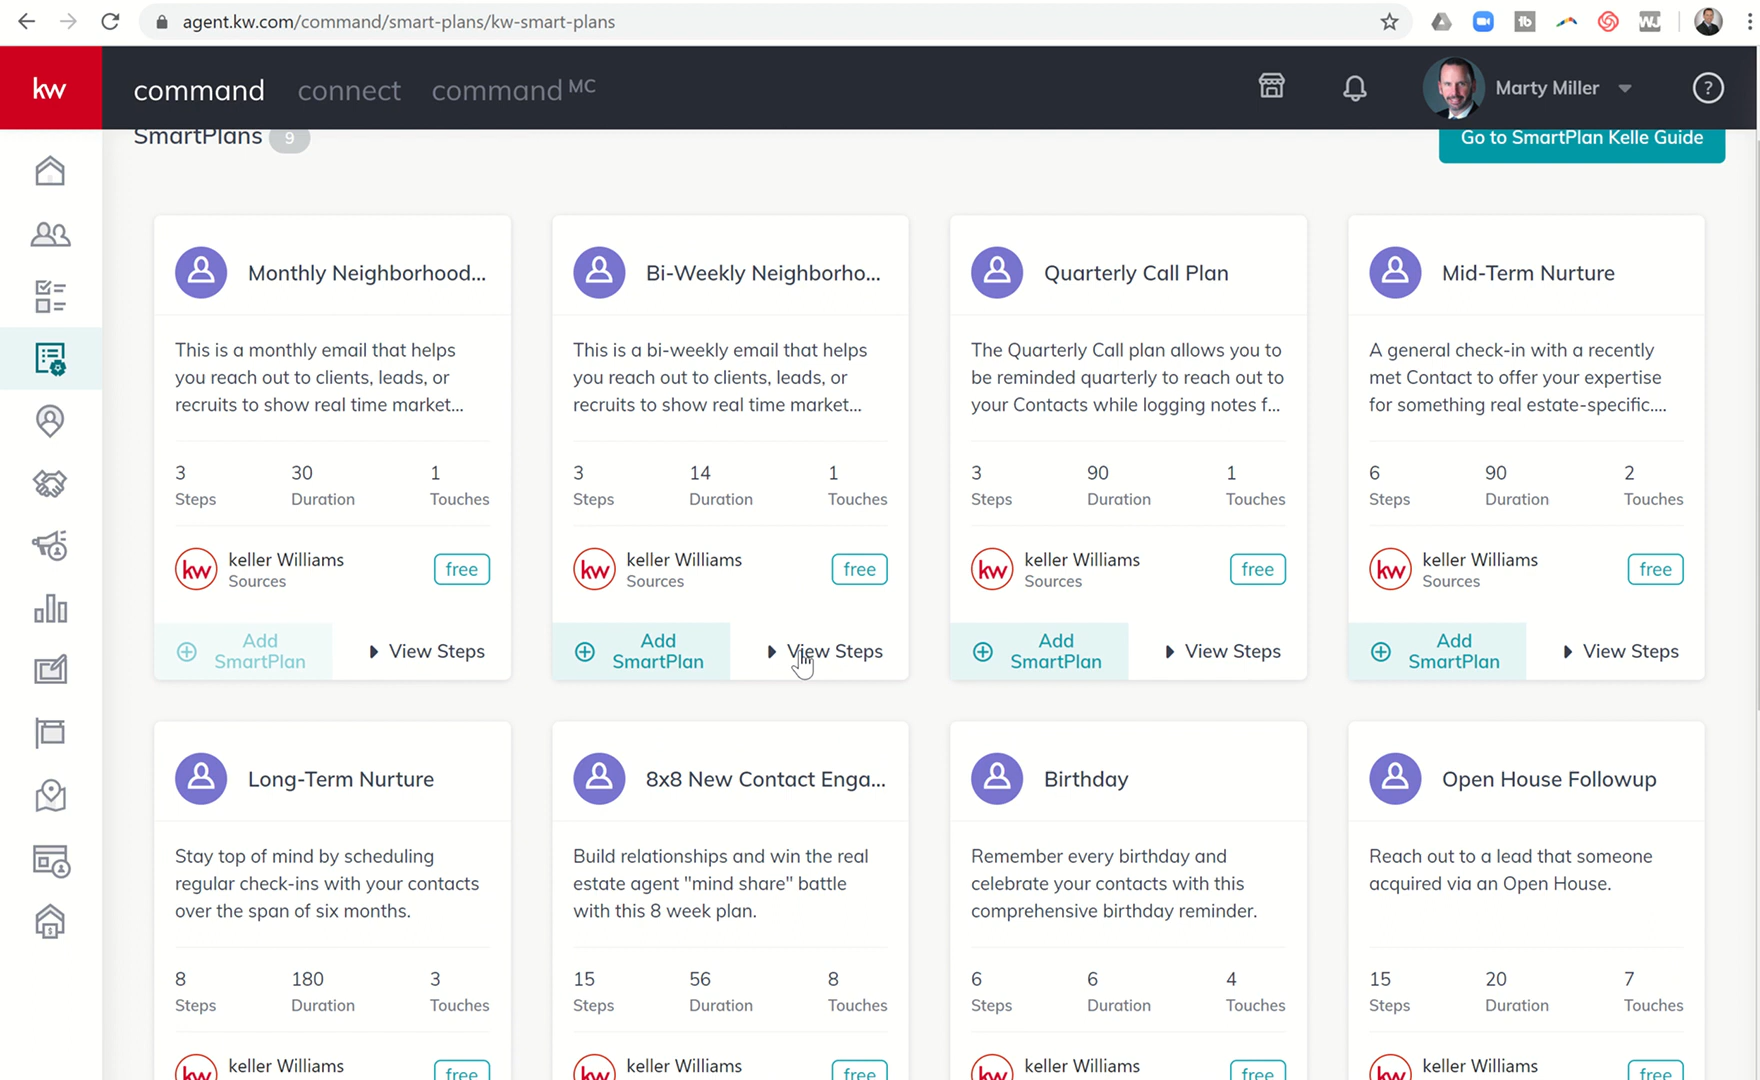 agent.kw.com/command/smart-plans/kw-smart-plans
kw command connect command MC Marty Miller ?
SmartPlans 9 Go to SmartPlan Kelle Guide
Monthly Neighborhood...
This is a monthly email that helps
you reach out to clients, leads, or
recruits to show real time market...
3 30 1
Steps Duration Touches
kw keller Williams free
Sources
Add
SmartPlan
View Steps
Bi-Weekly Neighborho...
This is a bi-weekly email that helps
you reach out to clients, leads, or
recruits to show real time market...
3 14 1
Steps Duration Touches
kw keller Williams free
Sources
Add
SmartPlan
View Steps
Quarterly Call Plan
The Quarterly Call plan allows you to
be reminded quarterly to reach out to
your Contacts while logging notes f...
3 90 1
Steps Duration Touches
kw keller Williams free
Sources
Add
SmartPlan
View Steps
Mid-Term Nurture
A general check-in with a recently
met Contact to offer your expertise
for something real estate-specific....
6 90 2
Steps Duration Touches
kw keller Williams free
Sources
Add
SmartPlan
View Steps
Long-Term Nurture
Stay top of mind by scheduling
regular check-ins with your contacts
over the span of six months.
8 180 3
Steps Duration Touches
kw keller Williams free
8x8 New Contact Enga...
Build relationships and win the real
estate agent "mind share" battle
with this 8 week plan.
15 56 8
Steps Duration Touches
kw keller Williams free
Birthday
Remember every birthday and
celebrate your contacts with this
comprehensive birthday reminder.
6 6 4
Steps Duration Touches
kw keller Williams free
Open House Followup
Reach out to a lead that someone
acquired via an Open House.
15 20 7
Steps Duration Touches
kw keller Williams free